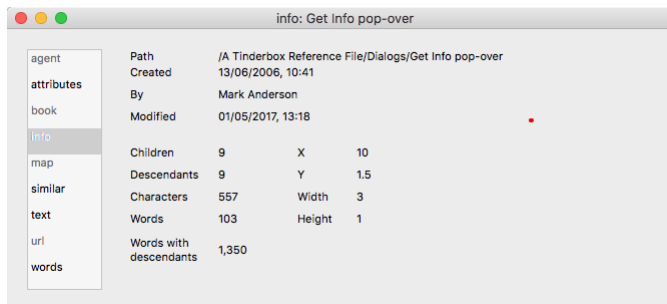 info: Get Info pop-over
agent
attributes
book
info
map
similar
text
url
words
Path /A Tinderbox Reference File/Dialogs/Get Info pop-over
Created 13/06/2006, 10:41
By Mark Anderson
Modified 01/05/2017, 13:18
Children 9 X 10
Descendants 9 Y 1.5
Characters 557 Width 3
Words 103 Height 1
Words with
descendants 1,350